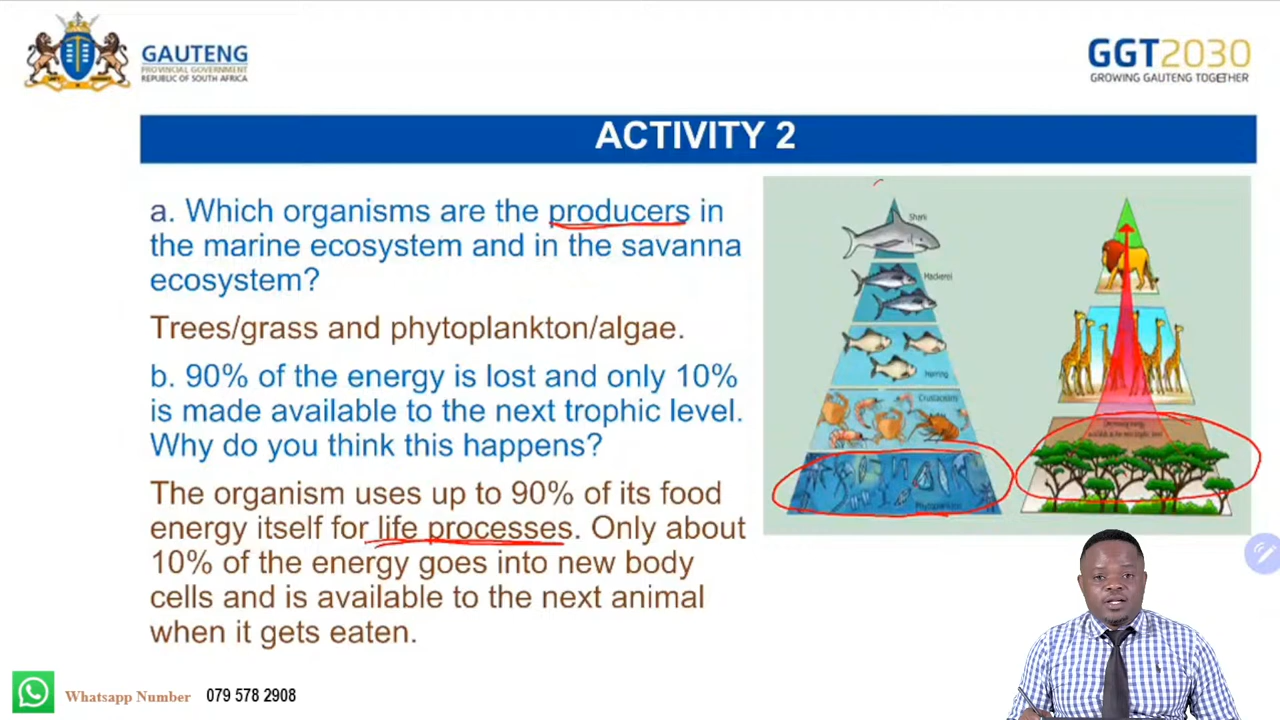 GAUTENG
PROVINCIAL GOVERNMENT
REPUBLIC OF SOUTH AFRICA
GGT2030
GROWING GAUTENG TOGETHER
ACTIVITY 2
a. Which organisms are the producers in
the marine ecosystem and in the savanna
ecosystem?
Trees/grass and phytoplankton/algae.
b. 90% of the energy is lost and only 10%
is made available to the next trophic level.
Why do you think this happens?
The organism uses up to 90% of its food
energy itself for life processes. Only about
10% of the energy goes into new body
cells and is available to the next animal
when it gets eaten.
Shark
Mackerel
Herring
Crustaceans
Phytoplankton
Whatsapp Number 079 578 2908